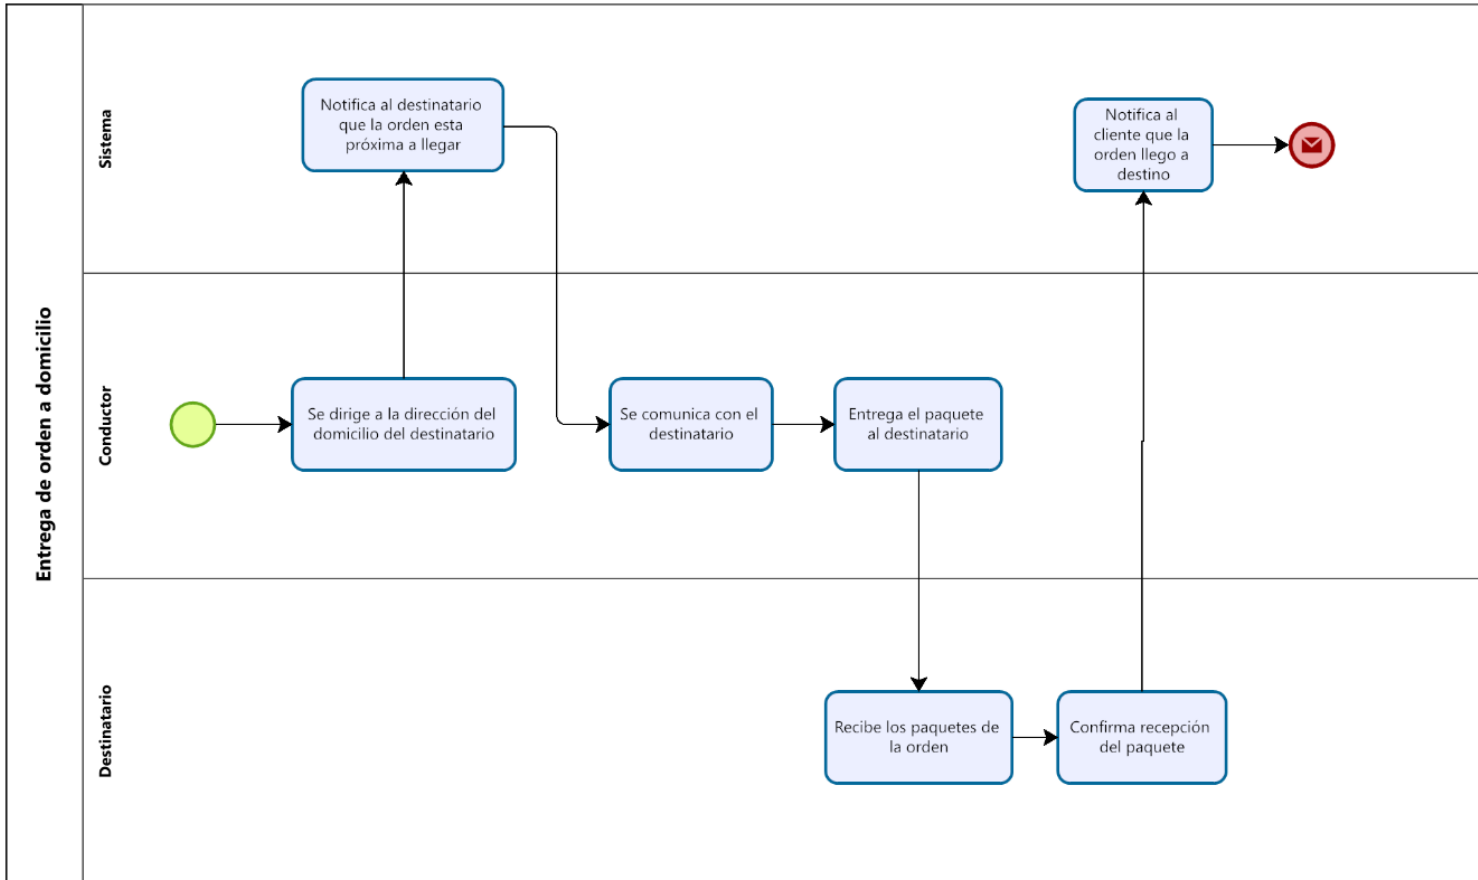 Entrega de orden a domicilio
Sistema
Notifica al destinatario
que la orden esta
próxima a llegar
Notifica al
cliente que la
orden llego a
destino
Conductor
Se dirige a la dirección del
domicilio del destinatario
Se comunica con el
destinatario
Entrega el paquete
al destinatario
Destinatario
Recibe los paquetes de
la orden
Confirma recepción
del paquete